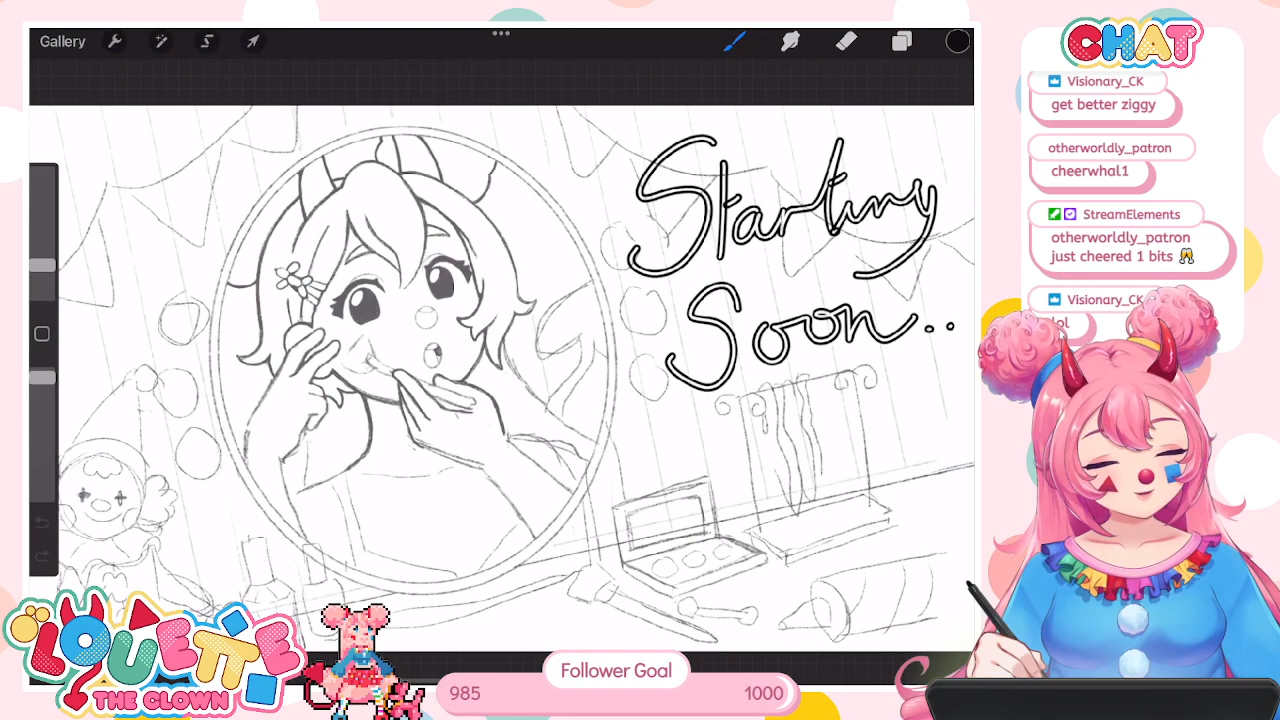 Gallery
CHAT
Visionary_CK
get better ziggy
otherworldly_patron
cheerwhal1
StreamElements
otherworldly_patron
just cheered 1 bits
Visionary_CK
lol
Starting
Soon..
LOUETTE
THE CLOWN
Follower Goal
985
1000